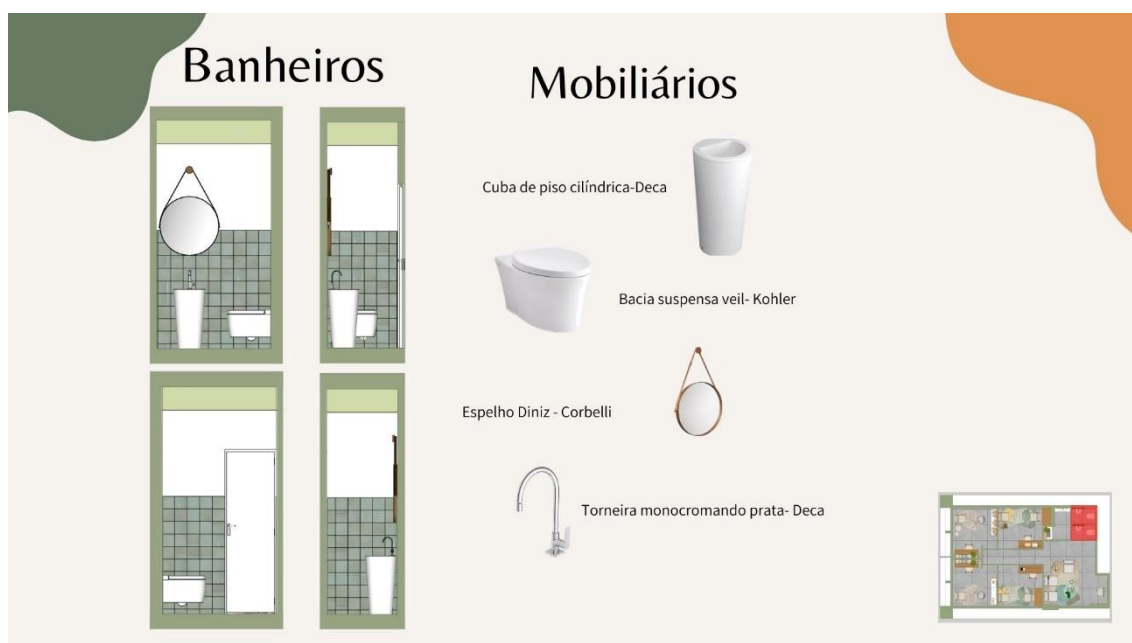 Banheiros
Mobiliários
Cuba de piso cilíndrica-Deca
Bacia suspensa veil- Kohler
Espelho Diniz - Corbelli
Torneira monocromando prata- Deca